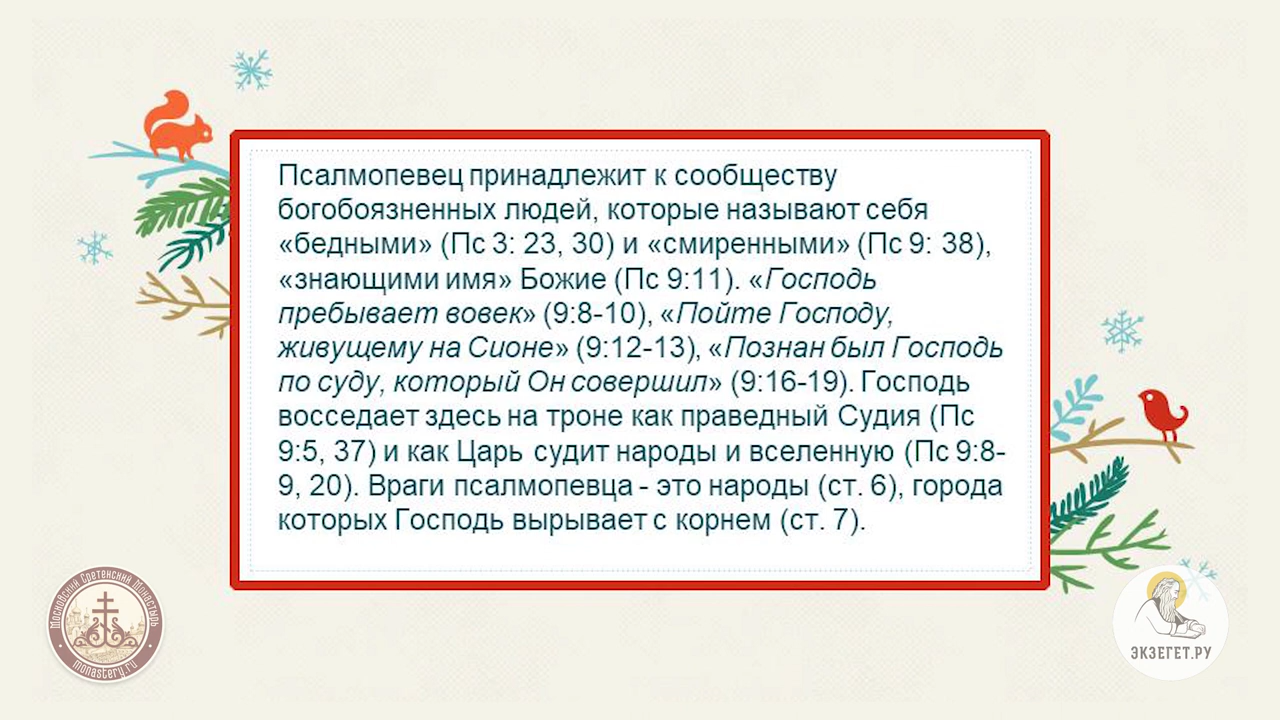 Псалмопевец принадлежит к сообществу
богобоязненных людей, которые называют себя
«бедными» (Пс 3: 23, 30) и «смиренными» (Пс 9: 38),
«знающими имя» Божие (Пс 9:11). «Господь
пребывает вовек» (9:8-10), «Пойте Господу,
живущему на Сионе» (9:12-13), «Познан был Господь
по суду, который Он совершил» (9:16-19). Господь
восседает здесь на троне как праведный Судия (Пс
9:5, 37) и как Царь судит народы и вселенную (Пс 9:8-
9, 20). Враги псалмопевца - это народы (ст. 6), города
которых Господь вырывает с корнем (ст. 7).
Московский Сретенский Монастырь
monastery.ru
ЭКЗЕГЕТ.РУ